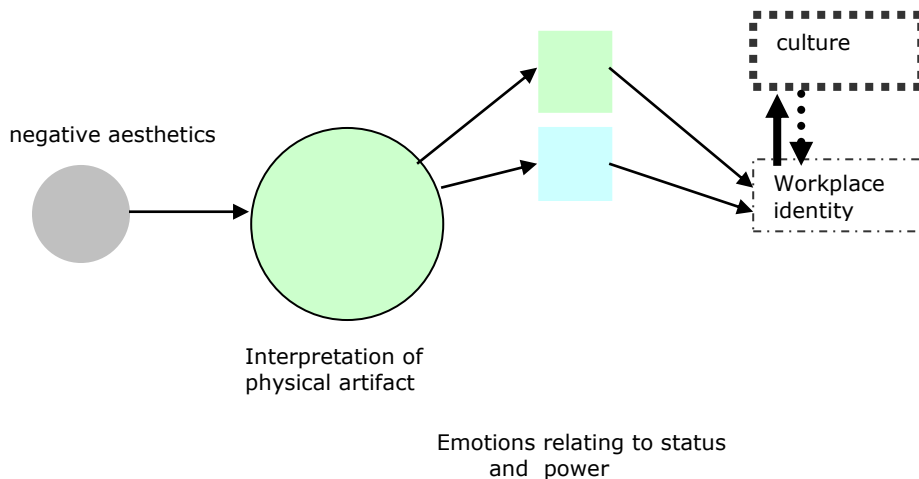 culture
negative aesthetics
Workplace
identity
Interpretation of
physical artifact
Emotions relating to status
and power